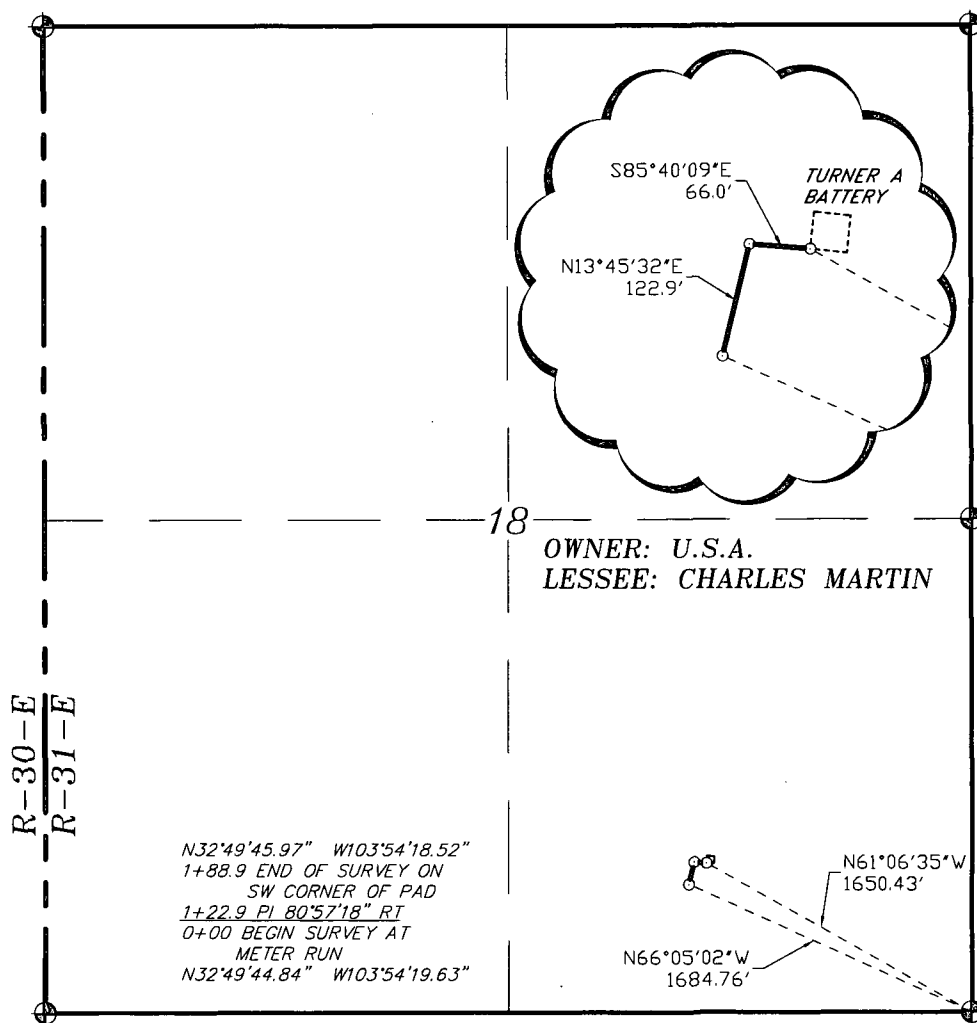 S85°40'09"E
66.0'
TURNER A
BATTERY
N13°45'32"E
122.9'
18
OWNER: U.S.A.
LESSEE: CHARLES MARTIN
R-30-E
R-31-E
N32°49'45.97" W103°54'18.52"
1+88.9 END OF SURVEY ON
SW CORNER OF PAD
1+22.9 PI 80°57'18" RT
0+00 BEGIN SURVEY AT
METER RUN
N32°49'44.84" W103°54'19.63"
N61°06'35"W
1650.43'
N66°05'02"W
1684.76'